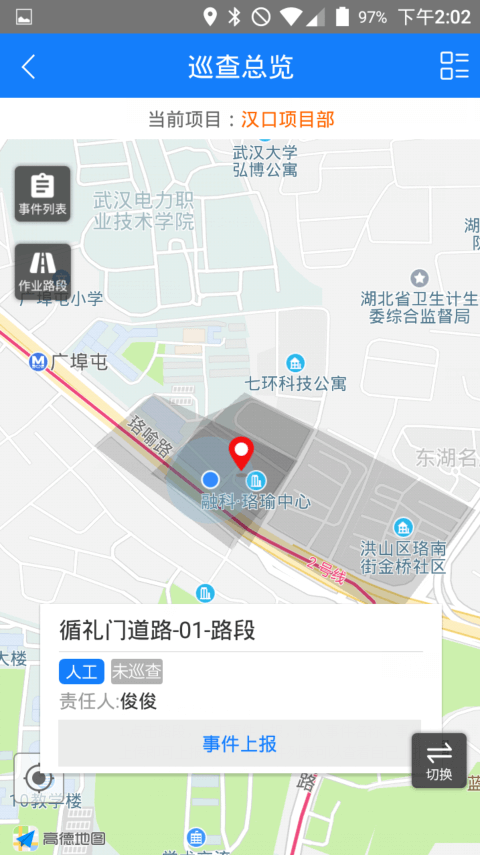 97% 下午2:02
巡查总览
当前项目：汉口项目部
武汉大学
弘博公寓
事件列表
武汉电力职
业技术学院
湖
作业路段
广埠屯小学
湖北省卫生计生
委综合监督局
M
广埠屯
七环科技公寓
珞喻路
东湖名
融科·珞瑜中心
洪山区珞南
街金桥社区
2号线
循礼门道路-01-路段
大楼
人工
未巡查
责任人:俊俊
事件上报
切换
路
10教学楼
高德地图